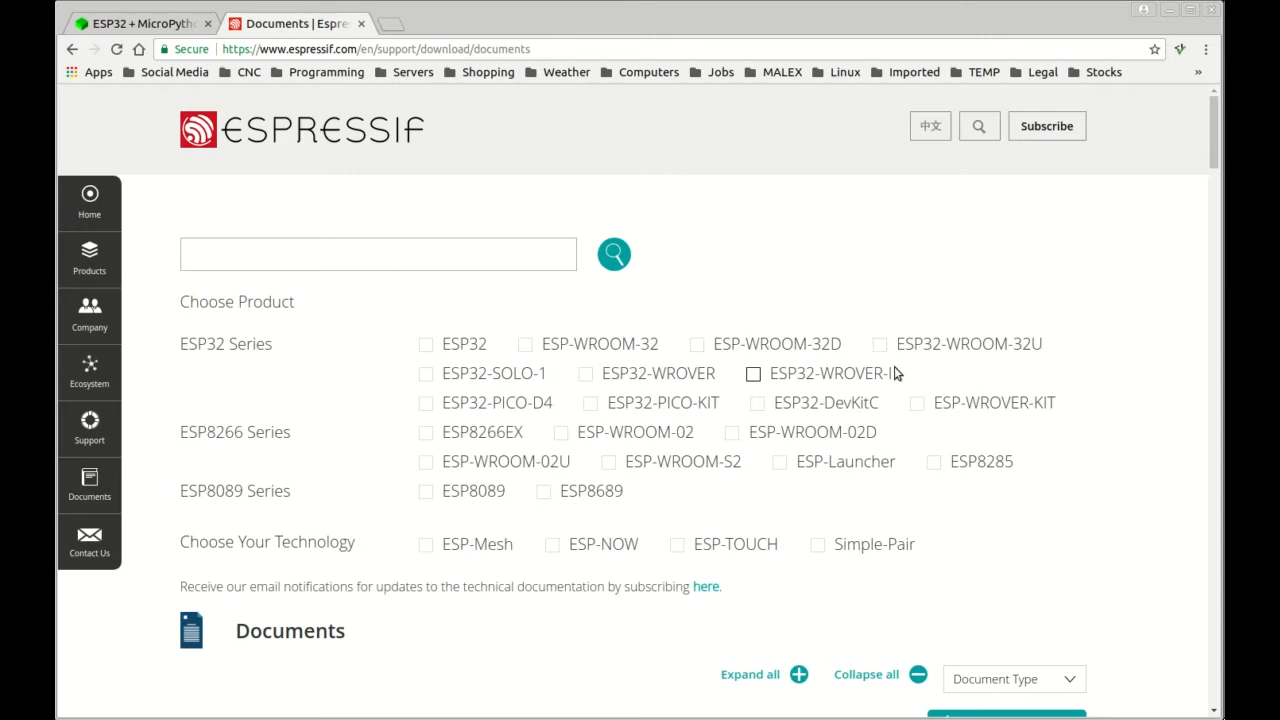 ESP32 + MicroPyth
Documents | Espre
Secure https://www.espressif.com/en/support/download/documents
Apps Social Media CNC Programming Servers Shopping Weather Computers Jobs MALEX Linux Imported TEMP Legal Stocks »
ESPRESSIF
中文
Subscribe
Home
Products
Company
Ecosystem
Support
Documents
Contact Us
Choose Product
ESP32 Series ESP32 ESP-WROOM-32 ESP-WROOM-32D ESP32-WROOM-32U
ESP32-SOLO-1 ESP32-WROVER ESP32-WROVER-I
ESP32-PICO-D4 ESP32-PICO-KIT ESP32-DevKitC ESP-WROVER-KIT
ESP8266 Series ESP8266EX ESP-WROOM-02 ESP-WROOM-02D
ESP-WROOM-02U ESP-WROOM-S2 ESP-Launcher ESP8285
ESP8089 Series ESP8089 ESP8689
Choose Your Technology ESP-Mesh ESP-NOW ESP-TOUCH Simple-Pair
Receive our email notifications for updates to the technical documentation by subscribing here.
Documents
Expand all Collapse all Document Type